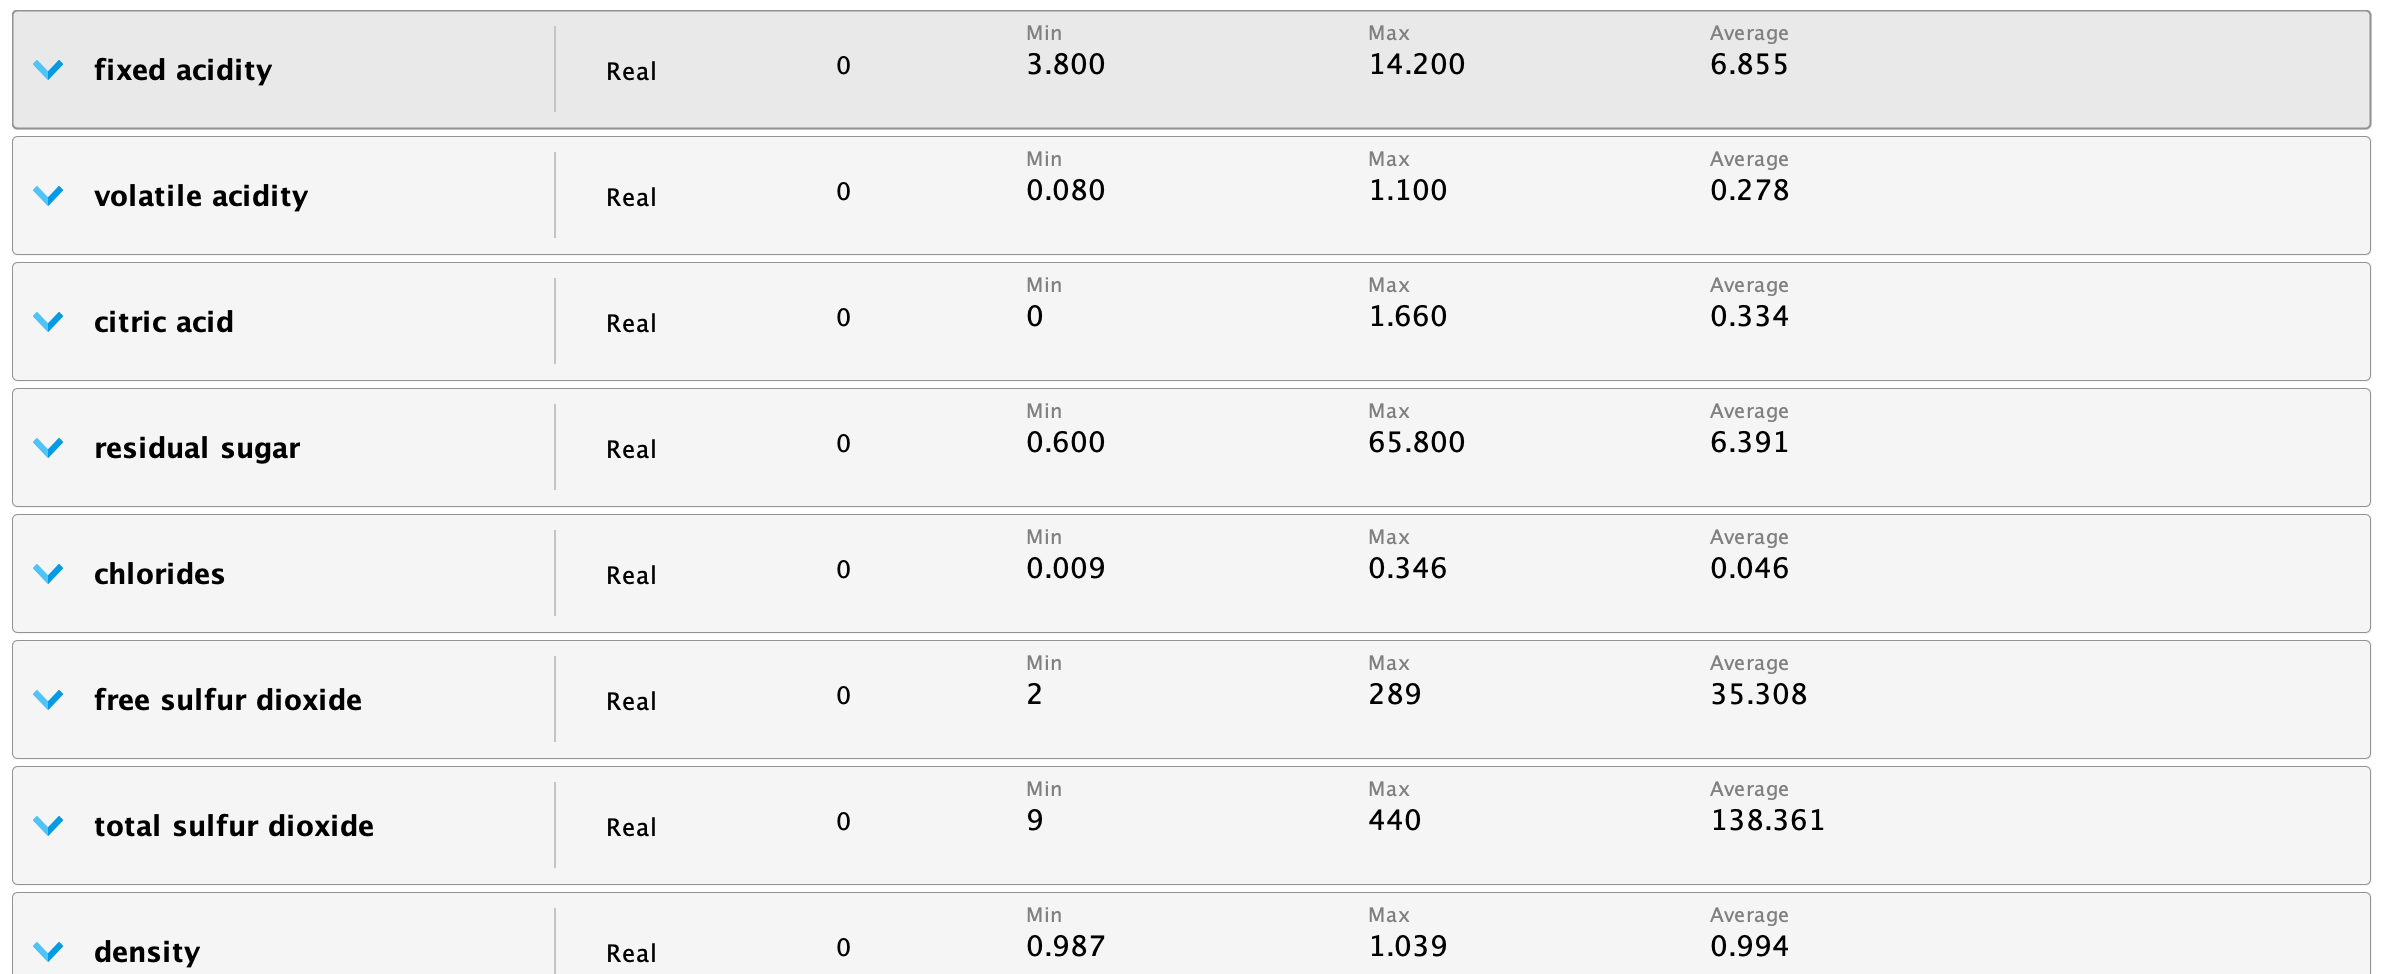 Min Max Average
fixed acidity Real 0 3.800 14.200 6.855
Min Max Average
volatile acidity Real 0 0.080 1.100 0.278
Min Max Average
citric acid Real 0 0 1.660 0.334
Min Max Average
residual sugar Real 0 0.600 65.800 6.391
Min Max Average
chlorides Real 0 0.009 0.346 0.046
Min Max Average
free sulfur dioxide Real 0 2 289 35.308
Min Max Average
total sulfur dioxide Real 0 9 440 138.361
Min Max Average
density Real 0 0.987 1.039 0.994